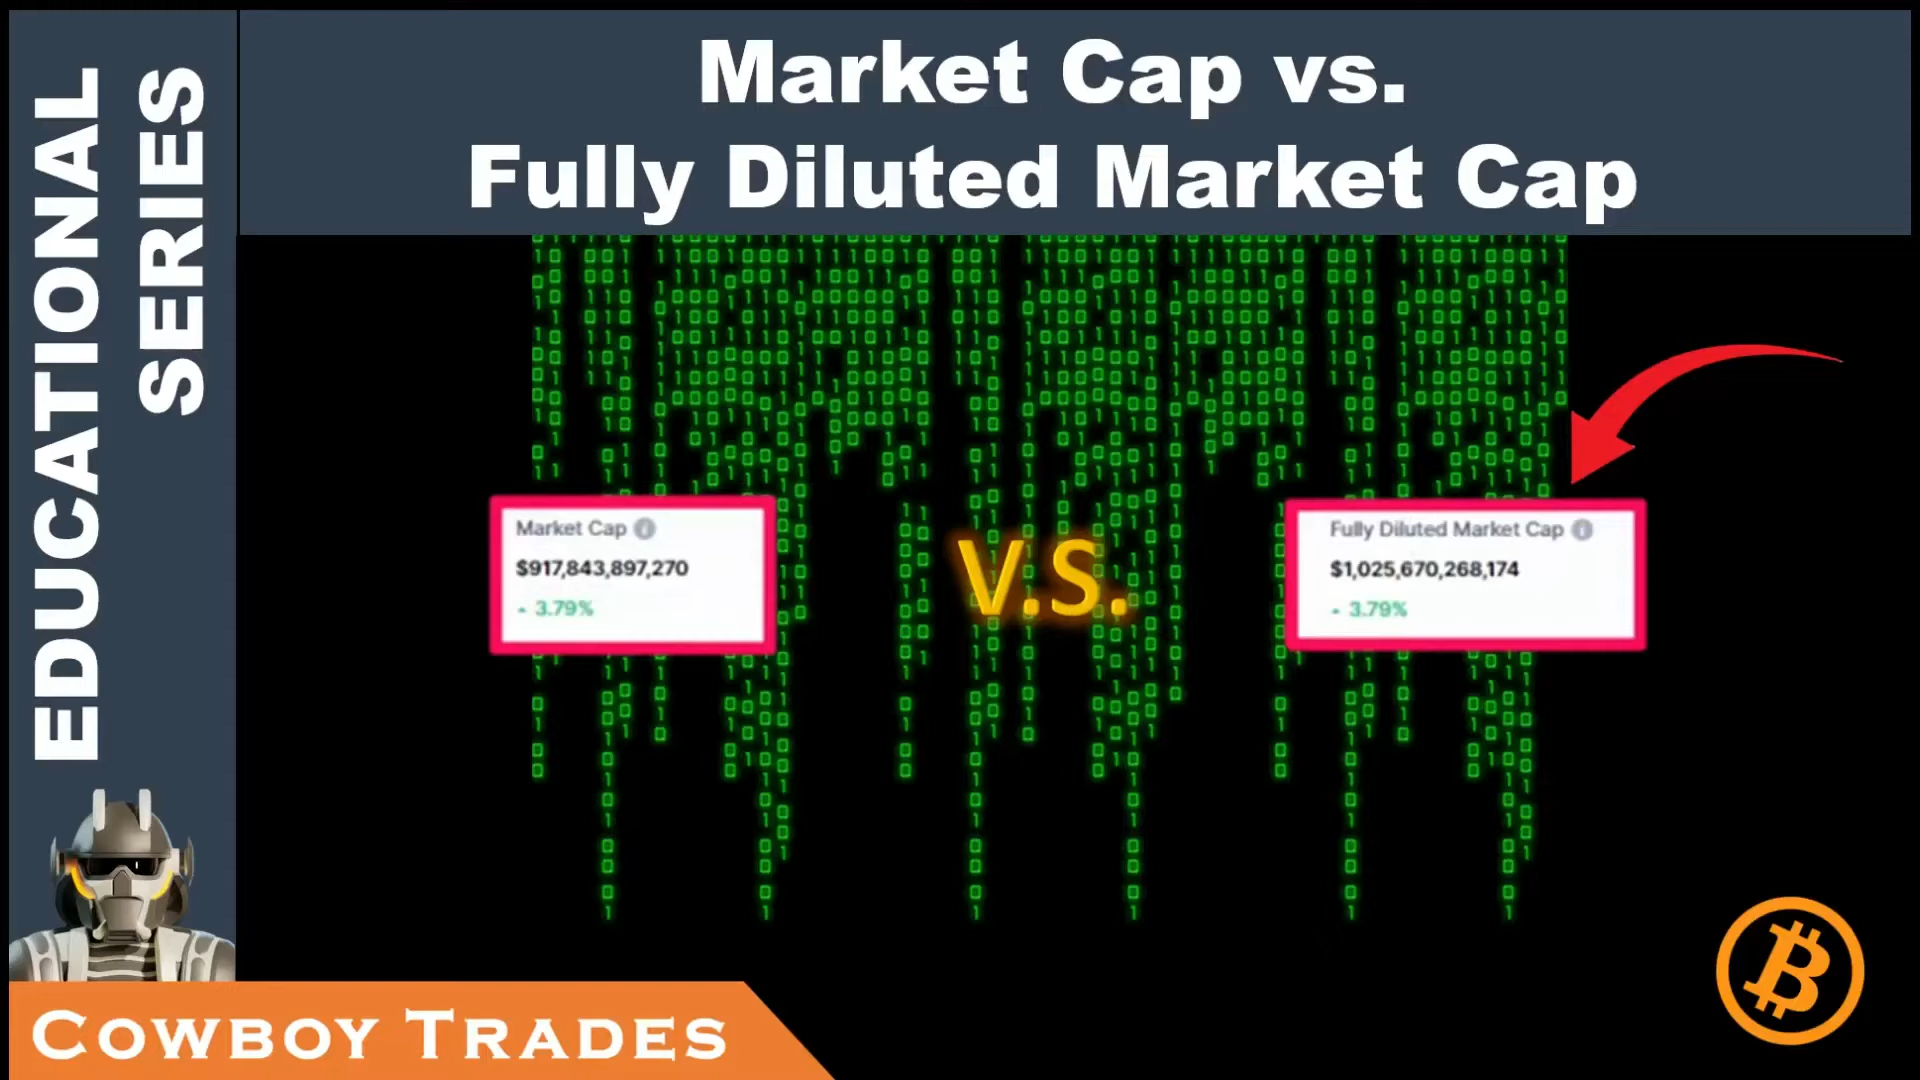 EDUCATIONAL
SERIES
Market Cap vs.
Fully Diluted Market Cap
Market Cap
$917,843,897,270
3.79%
V.S.
Fully Diluted Market Cap
$1,025,670,268,174
3.79%
COWBOY TRADES